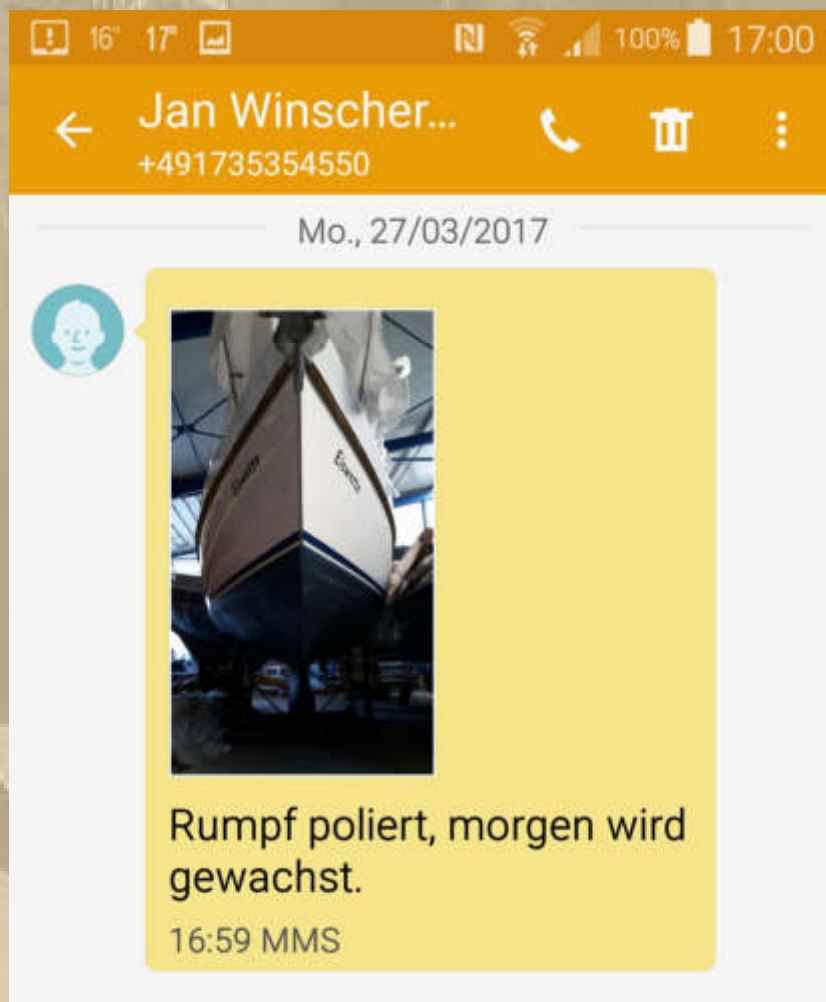 16° 17° 100% 17:00
Jan Winscher...
+491735354550
Mo., 27/03/2017
Rumpf poliert, morgen wird
gewachst.
16:59 MMS